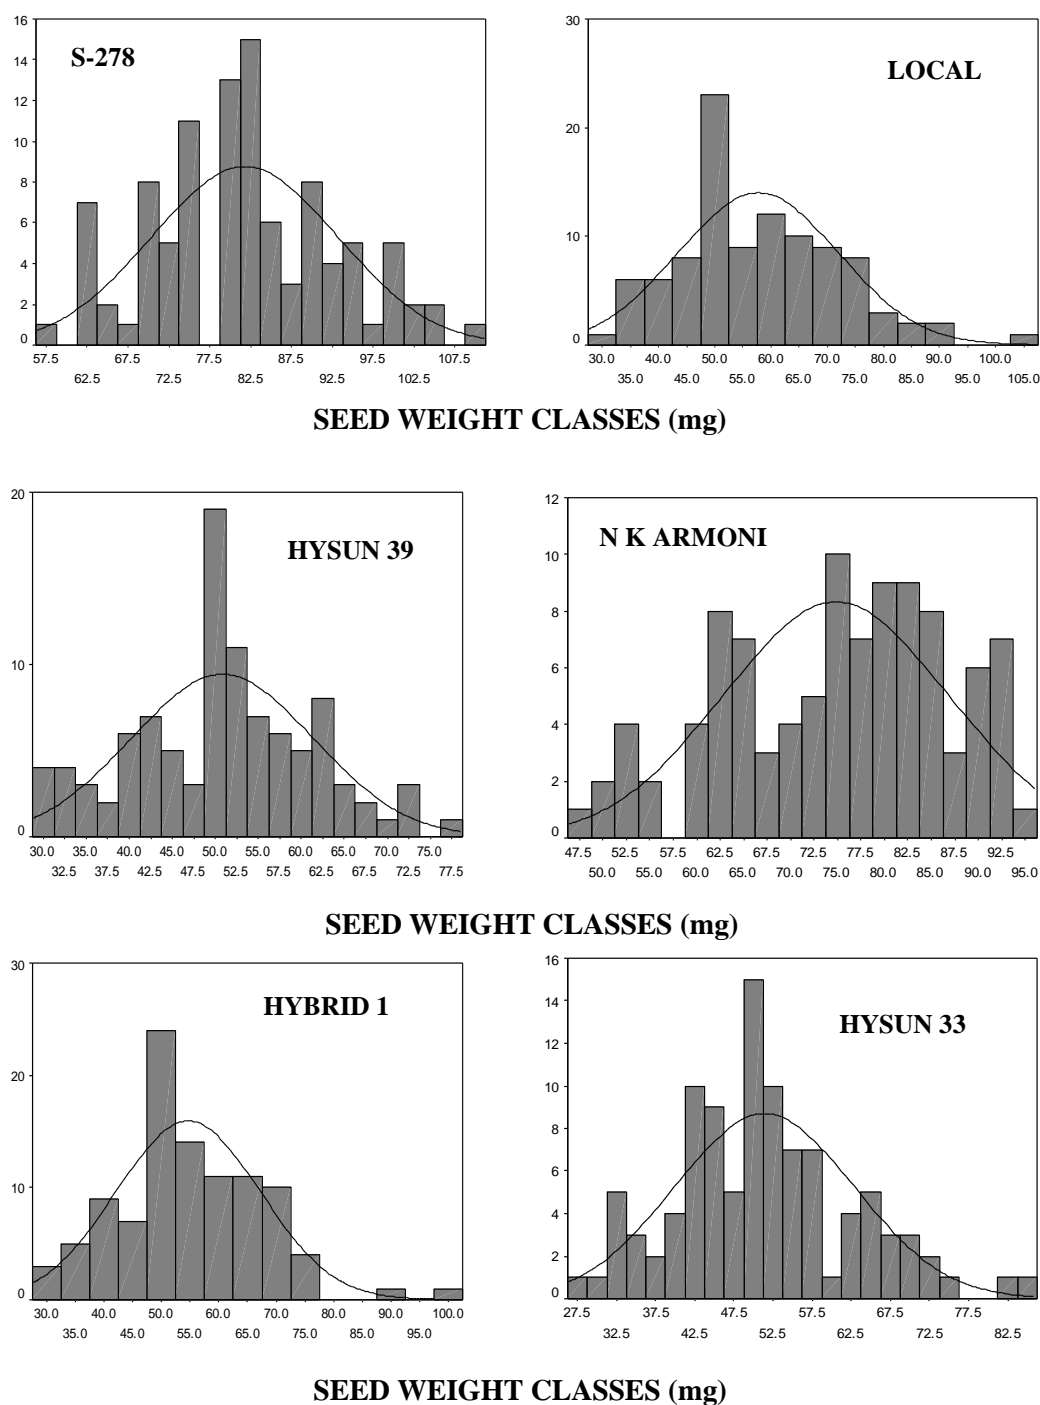 S-278
16
14
12
10
8
6
4
2
0
57.5 67.5 77.5 87.5 97.5 107.5
62.5 72.5 82.5 92.5 102.5
LOCAL
30
20
10
0
30.0 40.0 50.0 60.0 70.0 80.0 90.0 100.0
35.0 45.0 55.0 65.0 75.0 85.0 95.0 105.0
SEED WEIGHT CLASSES (mg)
HYSUN 39
20
10
0
30.0 35.0 40.0 45.0 50.0 55.0 60.0 65.0 70.0 75.0
32.5 37.5 42.5 47.5 52.5 57.5 62.5 67.5 72.5 77.5
N K ARMONI
12
10
8
6
4
2
0
47.5 52.5 57.5 62.5 67.5 72.5 77.5 82.5 87.5 92.5
50.0 55.0 60.0 65.0 70.0 75.0 80.0 85.0 90.0 95.0
SEED WEIGHT CLASSES (mg)
HYBRID 1
30
20
10
0
30.0 40.0 50.0 60.0 70.0 80.0 90.0 100.0
35.0 45.0 55.0 65.0 75.0 85.0 95.0
HYSUN 33
16
14
12
10
8
6
4
2
0
27.5 37.5 47.5 57.5 67.5 77.5
32.5 42.5 52.5 62.5 72.5 82.5
SEED WEIGHT CLASSES (mg)